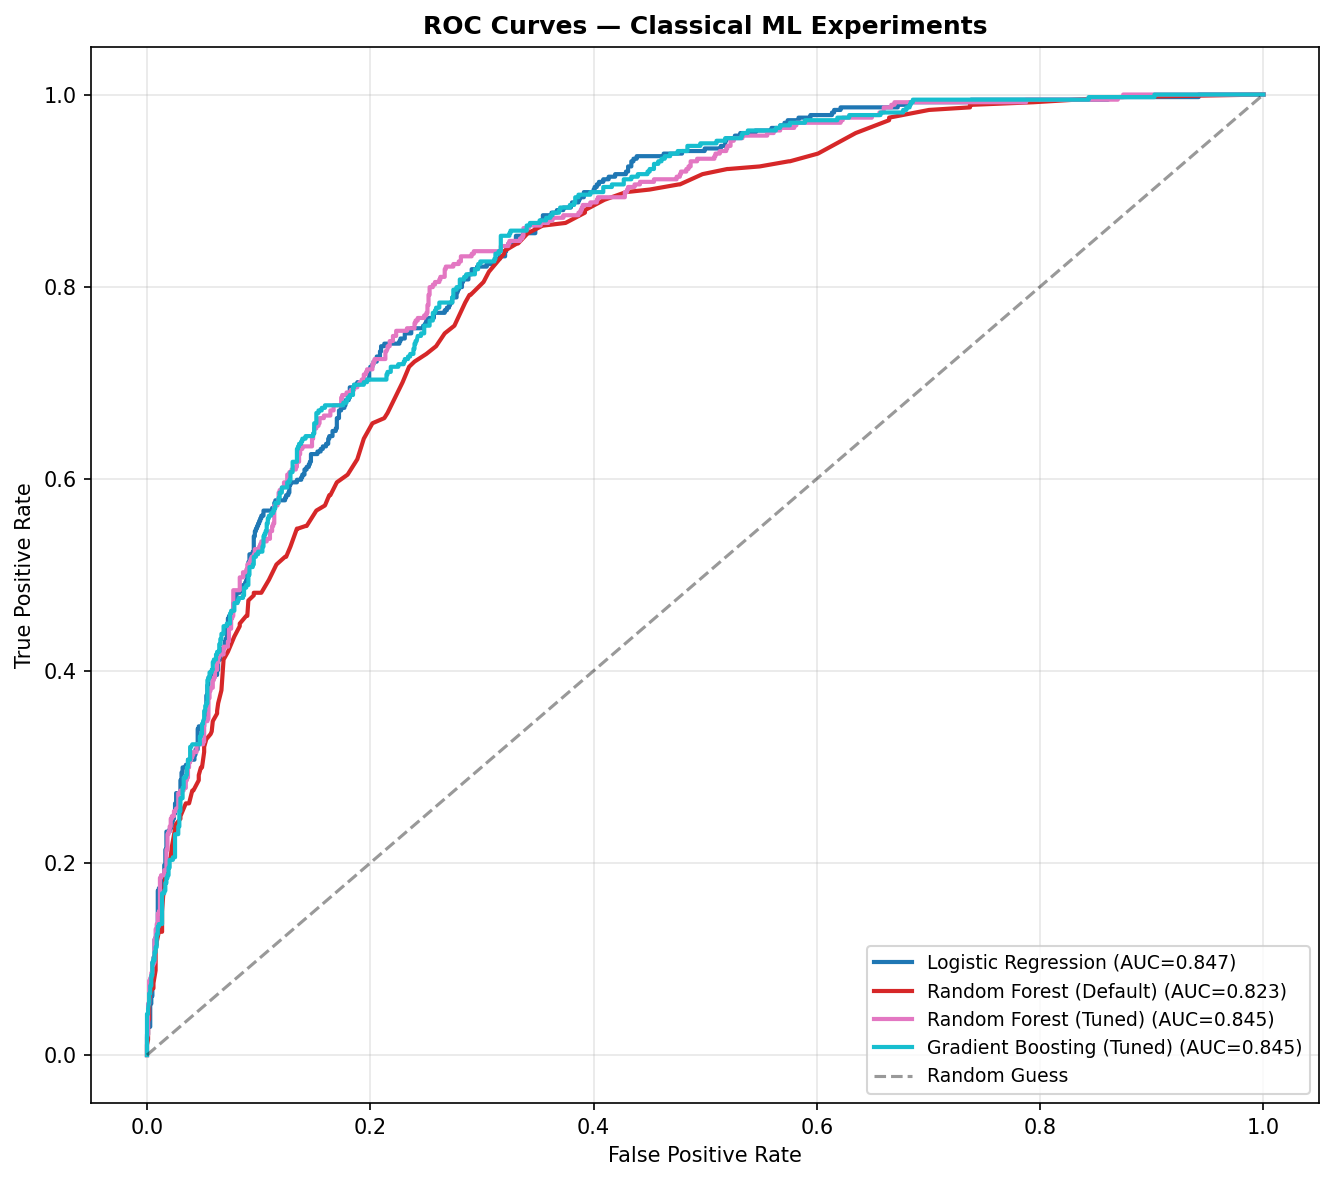 ROC Curves — Classical ML Experiments
True Positive Rate
1.0
0.8
0.6
0.4
0.2
0.0
0.0 0.2 0.4 0.6 0.8 1.0
False Positive Rate
Logistic Regression (AUC=0.847)
Random Forest (Default) (AUC=0.823)
Random Forest (Tuned) (AUC=0.845)
Gradient Boosting (Tuned) (AUC=0.845)
Random Guess